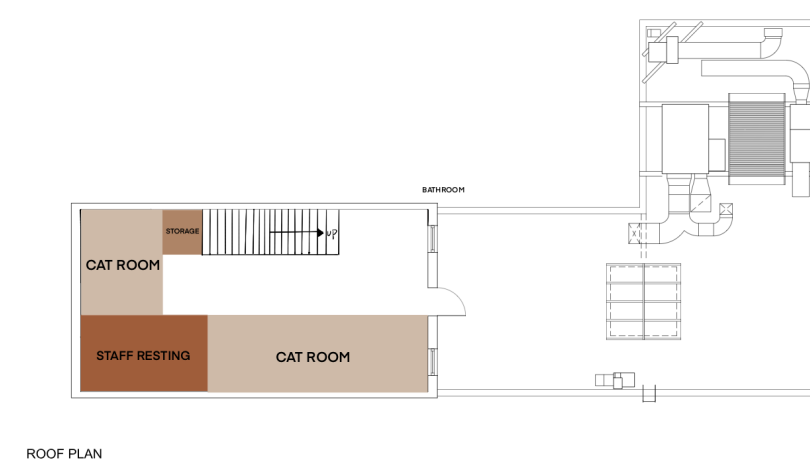 BATHROOM
STORAGE
UP
CAT ROOM
STAFF RESTING
CAT ROOM
ROOF PLAN